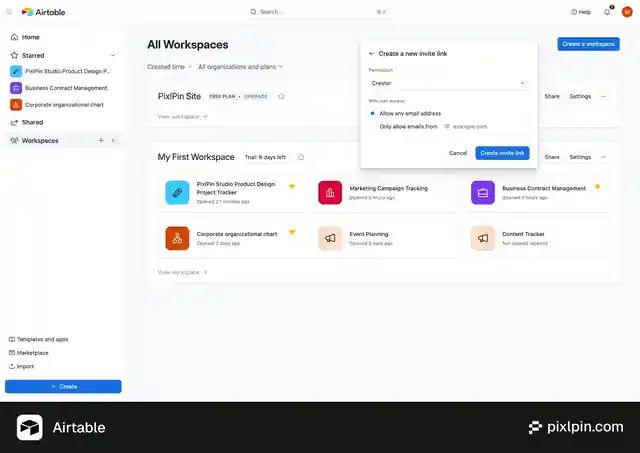 Airtable
Search...
⌘ K
Help
M
Home
Starred
PixlPin Studio Product Design P...
Business Contract Management
Corporate organizational chart
Shared
Workspaces
Templates and apps
Marketplace
Import
Create
All Workspaces
Create a workspace
Created time
All organizations and plans
PixlPin Site
FREE PLAN • UPGRADE
Share
Settings
View workspace
Create a new invite link
Permission
Creator
Who can access
Allow any email address
Only allow emails from
@ example.com
Cancel
Create invite link
My First Workspace
Trial: 8 days left
Share
Settings
PixlPin Studio Product Design Project Tracker
Opened 27 minutes ago
Marketing Campaign Tracking
Opened 3 hours ago
Business Contract Management
Opened 3 hours ago
Corporate organizational chart
Opened 2 days ago
Event Planning
Content Tracker
Not opened recently
View workspace
Airtable
pixlpin.com